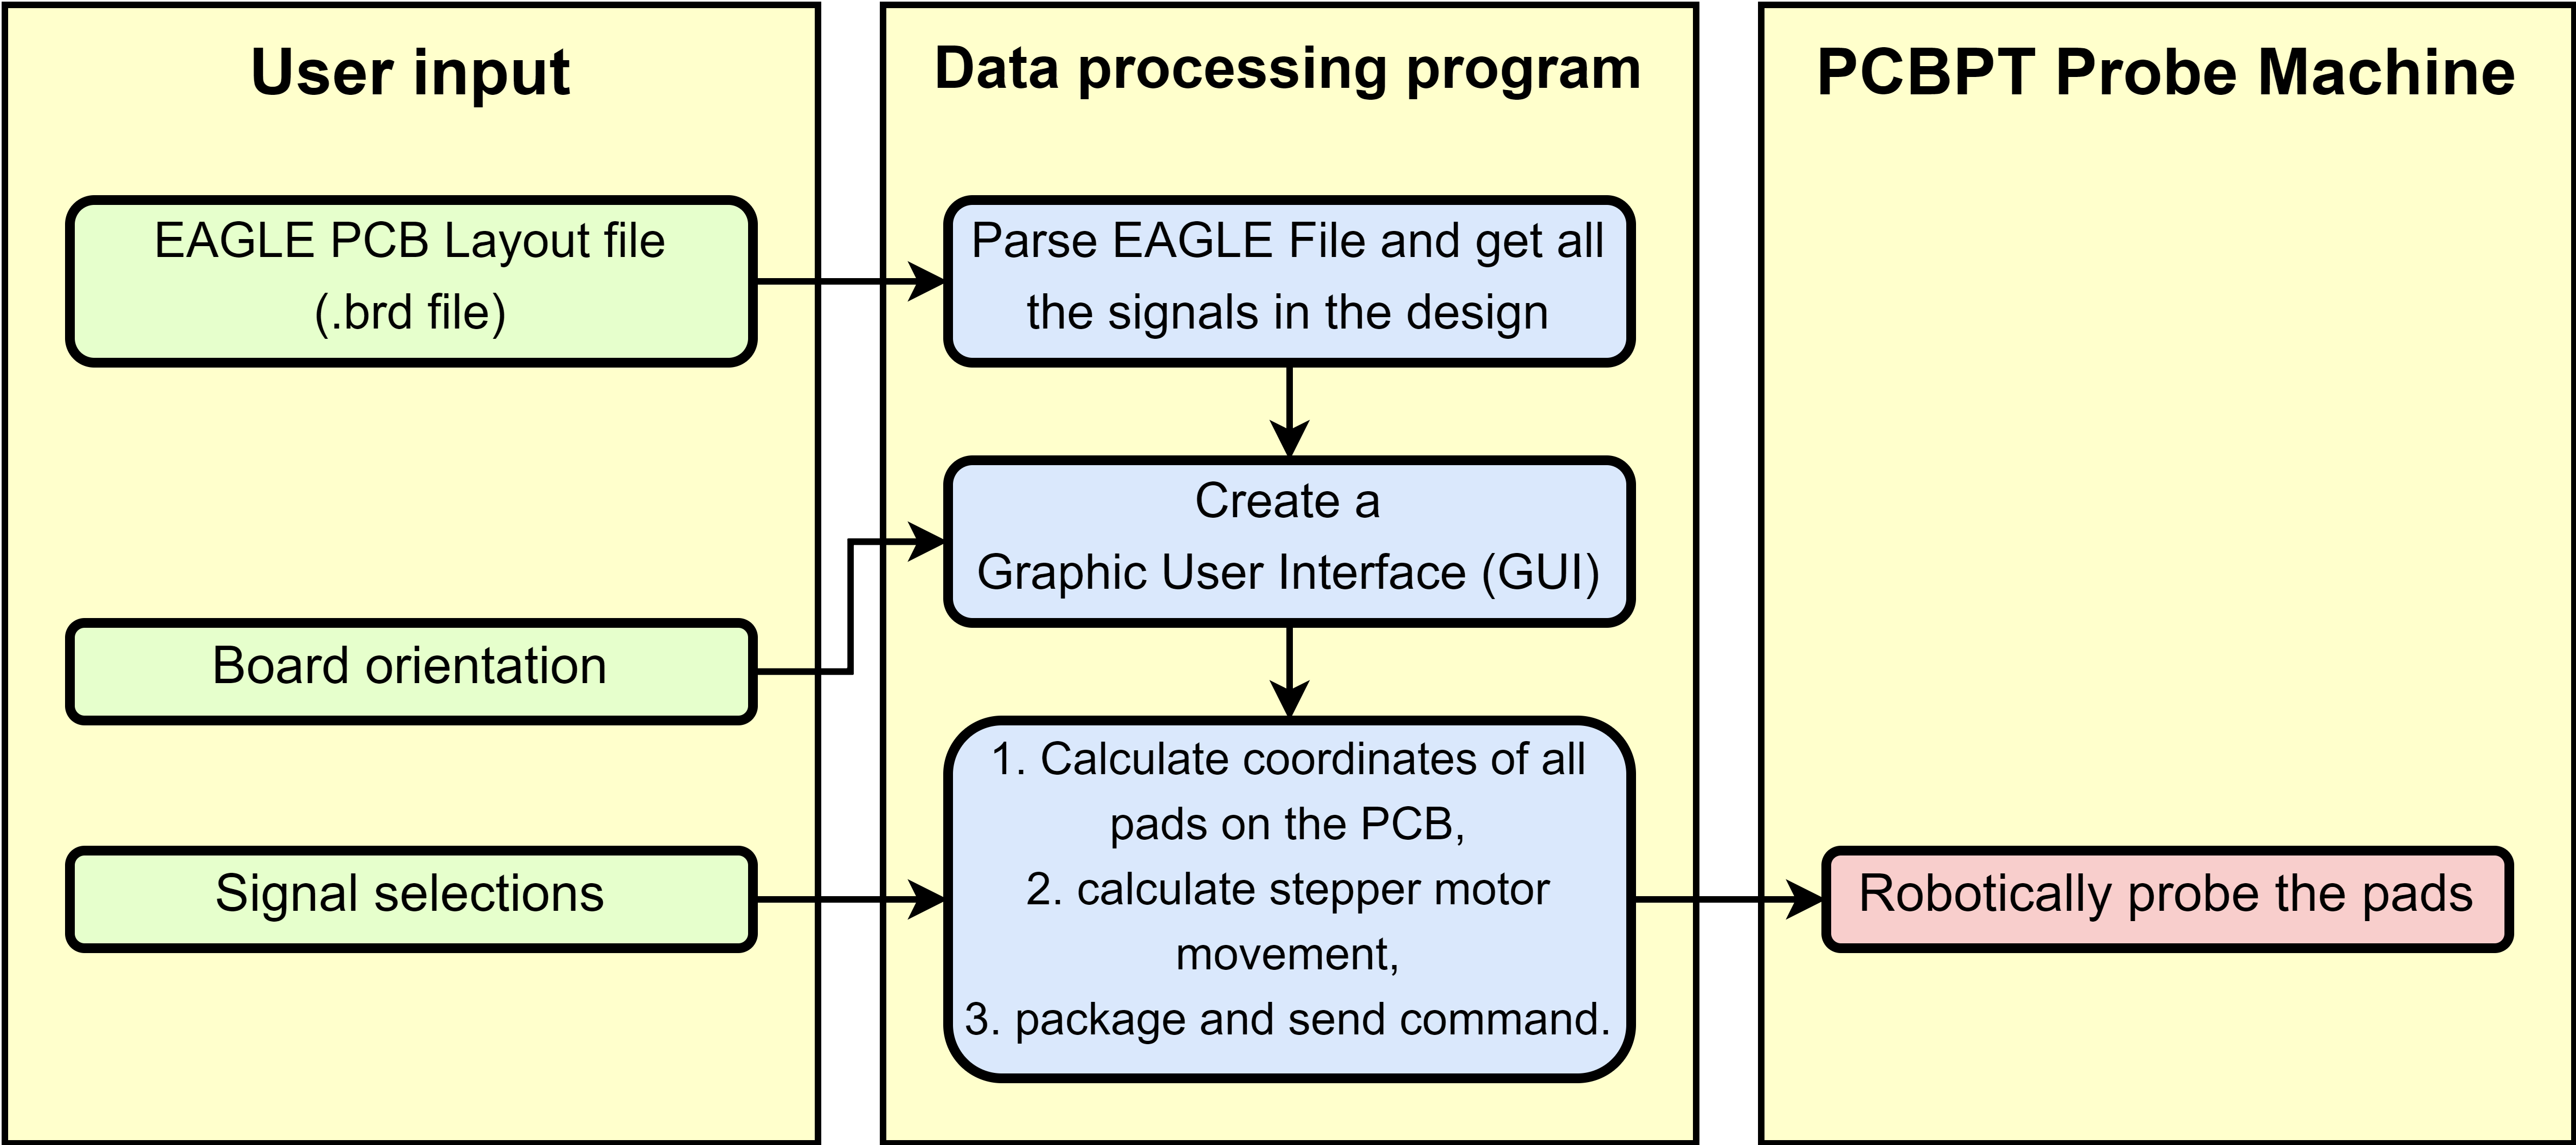 User input
EAGLE PCB Layout file
(.brd file)
Board orientation
Signal selections
Data processing program
Parse EAGLE File and get all
the signals in the design
Create a
Graphic User Interface (GUI)
1. Calculate coordinates of all
pads on the PCB,
2. calculate stepper motor
movement,
3. package and send command.
PCBPT Probe Machine
Robotically probe the pads